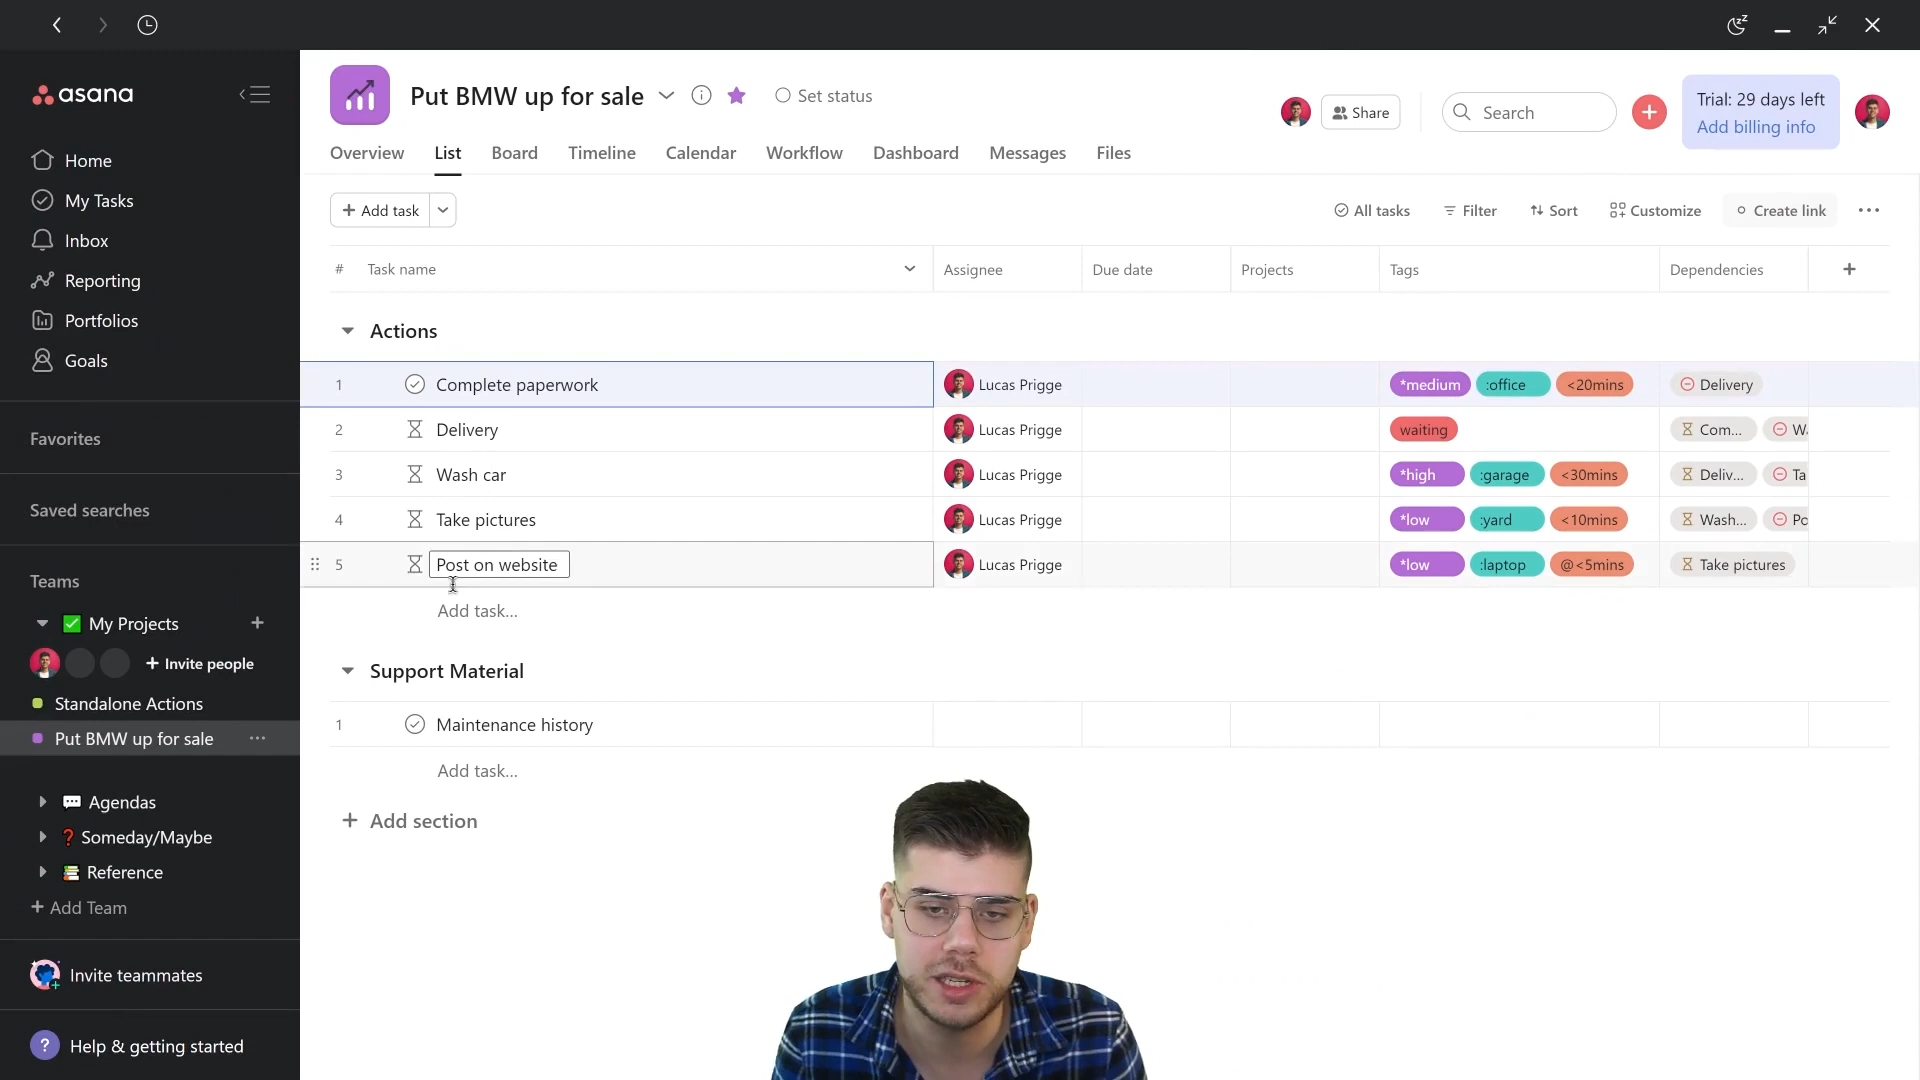 asana
Home
My Tasks
Inbox
Reporting
Portfolios
Goals
Favorites
Saved searches
Teams
My Projects +
+ Invite people
Standalone Actions
Put BMW up for sale ...
Agendas
Someday/Maybe
Reference
+ Add Team
Invite teammates
? Help & getting started
Put BMW up for sale Set status
Share Search + Trial: 29 days left
Add billing info
Overview List Board Timeline Calendar Workflow Dashboard Messages Files
+ Add task All tasks Filter Sort Customize Create link ...
# Task name Assignee Due date Projects Tags Dependencies +
Actions
1 Complete paperwork Lucas Prigge *medium :office <20mins Delivery
2 Delivery Lucas Prigge waiting Com... W
3 Wash car Lucas Prigge *high :garage <30mins Deliv... Ta
4 Take pictures Lucas Prigge *low :yard <10mins Wash... Po
5 Post on website Lucas Prigge *low :laptop @<5mins Take pictures
Add task...
Support Material
1 Maintenance history
Add task...
+ Add section